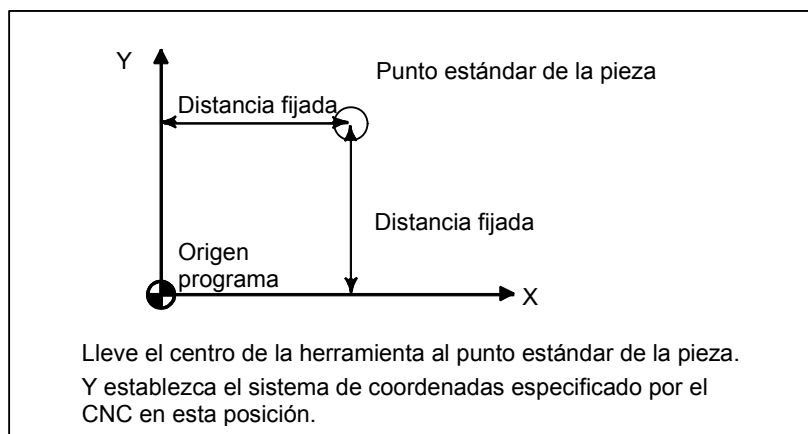 Y
Punto estándar de la pieza
Distancia fijada
Distancia fijada
Origen
programa
X
Lleve el centro de la herramienta al punto estándar de la pieza.
Y establezca el sistema de coordenadas especificado por el
CNC en esta posición.